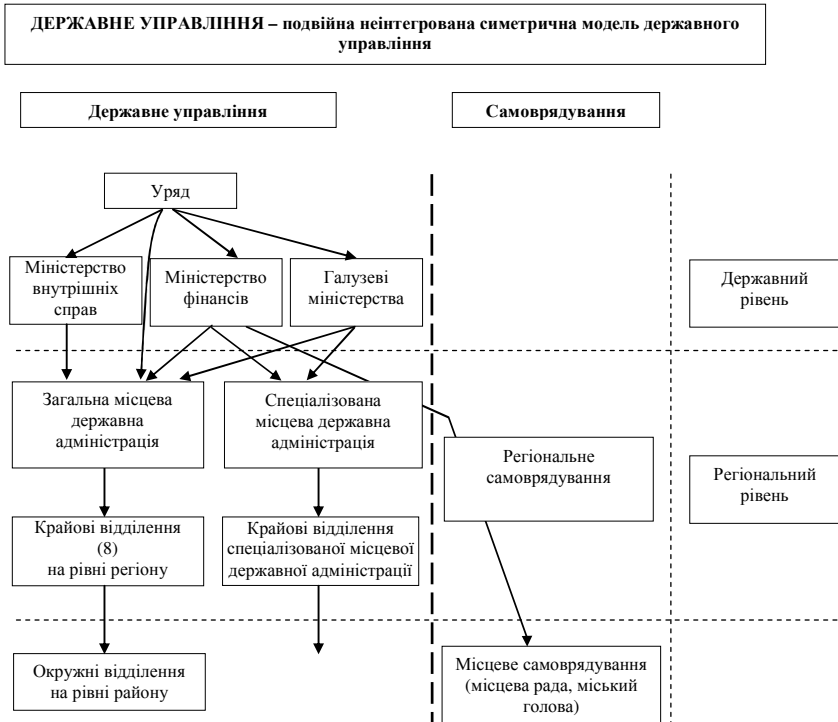 ДЕРЖАВНЕ УПРАВЛІННЯ – подвійна неінтегрована симетрична модель державного
управління
Державне управління
Самоврядування
Уряд
Міністерство
внутрішніх
справ
Міністерство
фінансів
Галузеві
міністерства
Державний
рівень
Загальна місцева
державна
адміністрація
Спеціалізована
місцева державна
адміністрація
Регіональне
самоврядування
Регіональний
рівень
Крайові відділення
(8)
на рівні регіону
Крайові відділення
спеціалізованої місцевої
державної адміністрації
Окружні відділення
на рівні району
Місцеве самоврядування
(місцева рада, міський
голова)